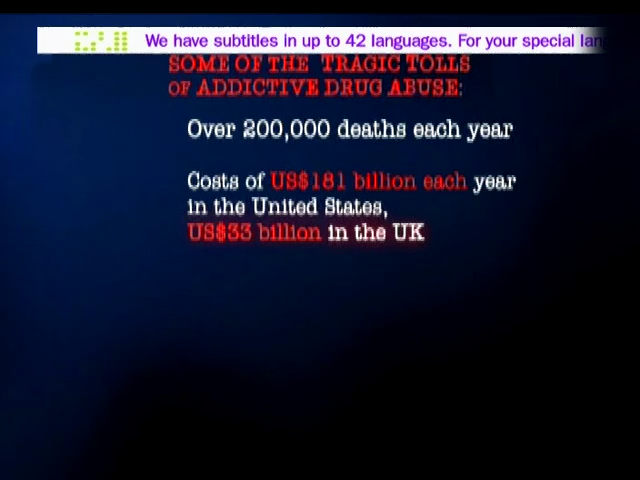 We have subtitles in up to 42 languages. For your special lan
SOME OF THE TRAGIC TOLLS
OF ADDICTIVE DRUG ABUSE:
Over 200,000 deaths each year
Costs of US$181 billion each year
in the United States,
US$33 billion in the UK